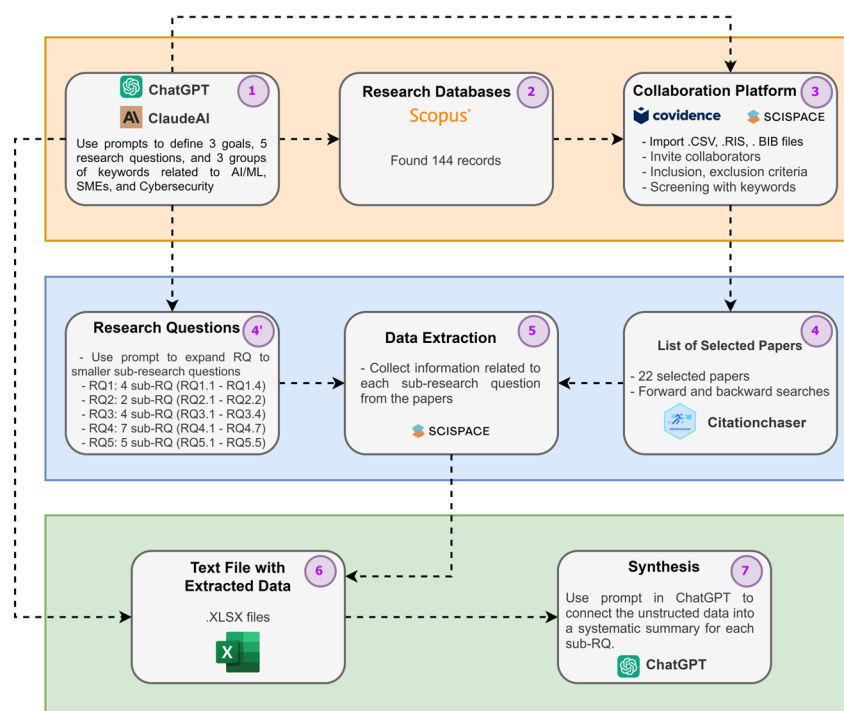 1
ChatGPT
ClaudeAI
Use prompts to define 3 goals, 5
research questions, and 3 groups
of keywords related to AI/ML,
SMEs, and Cybersecurity
Research Databases
2
Scopus
Found 144 records
Collaboration Platform
3
covidence
SCISPACE
- Import .CSV, .RIS, . BIB files
- Invite collaborators
- Inclusion, exclusion criteria
- Screening with keywords
Research Questions
4'
- Use prompt to expand RQ to
smaller sub-research questions
- RQ1: 4 sub-RQ (RQ1.1 - RQ1.4)
- RQ2: 2 sub-RQ (RQ2.1 - RQ2.2)
- RQ3: 4 sub-RQ (RQ3.1 - RQ3.4)
- RQ4: 7 sub-RQ (RQ4.1 - RQ4.7)
- RQ5: 5 sub-RQ (RQ5.1 - RQ5.5)
Data Extraction
5
- Collect information related to
each sub-research question
from the papers
SCISPACE
List of Selected Papers
4
- 22 selected papers
- Forward and backward searches
citationchaser
Citationchaser
Text File with
Extracted Data
6
.XLSX files
X
Synthesis
7
Use prompt in ChatGPT to
connect the unstructed data into
a systematic summary for each
sub-RQ.
ChatGPT